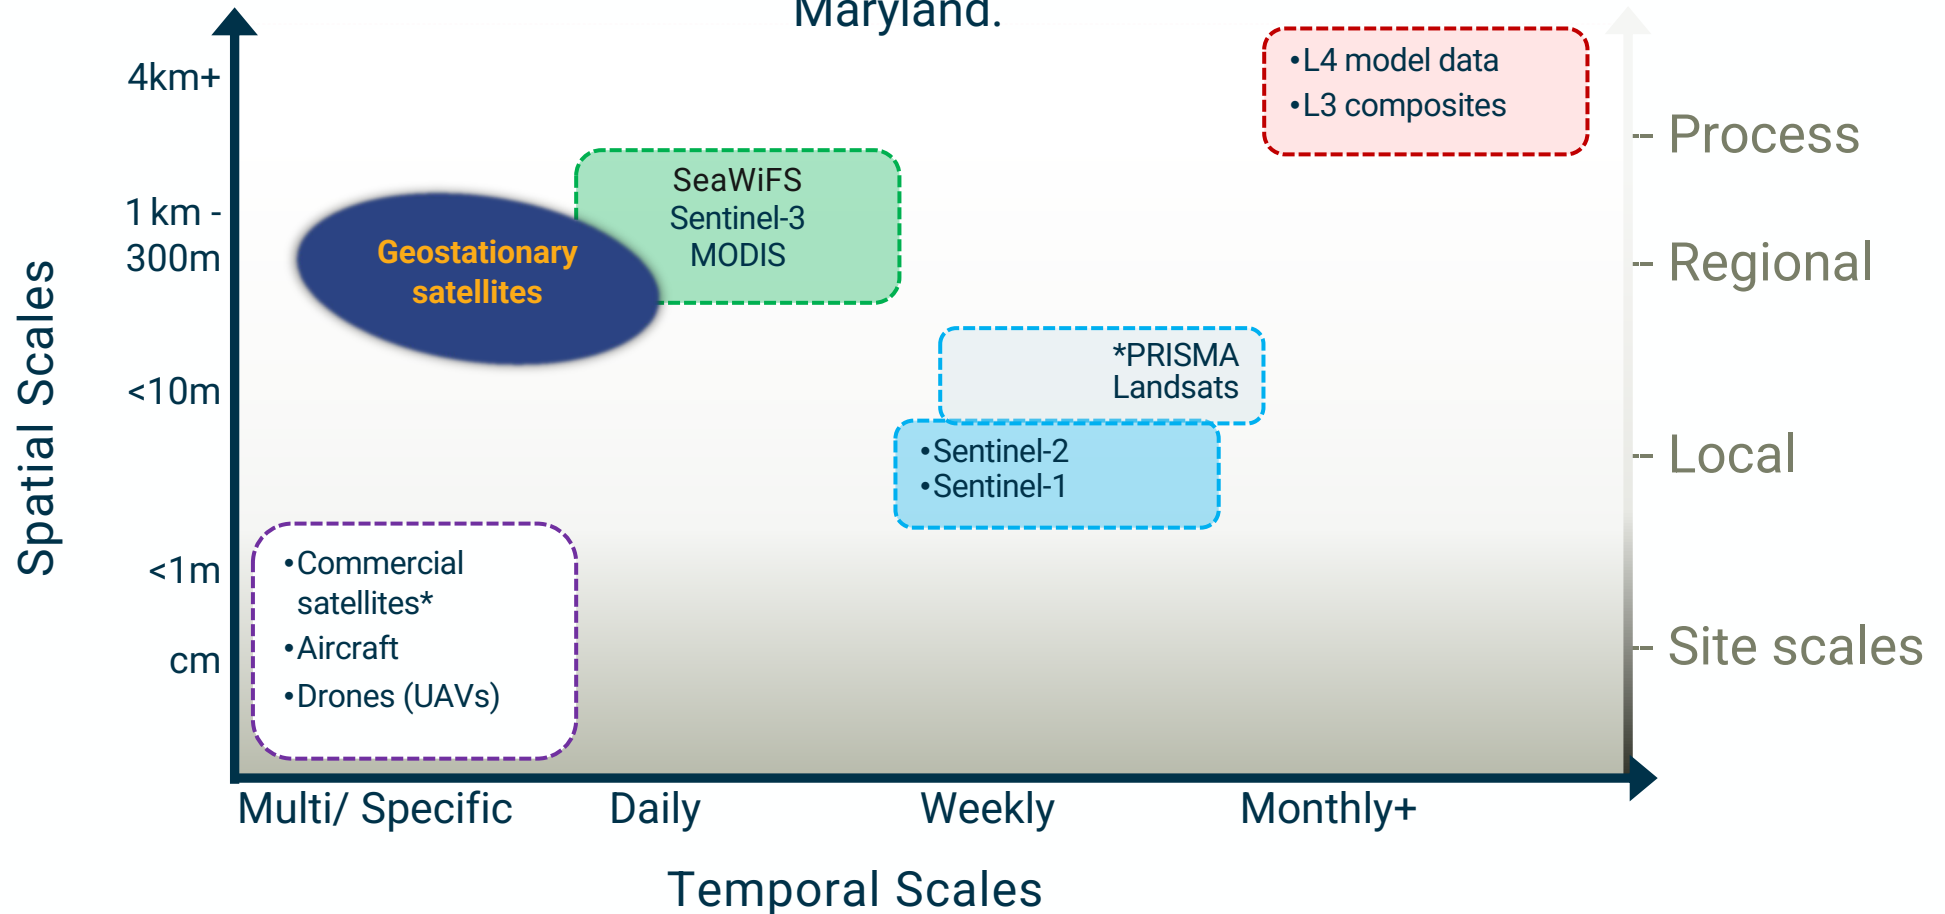 Maryland.
4km+
1 km -
300m
<10m
<1m
cm
Spatial Scales
•L4 model data
•L3 composites
SeaWiFS
Sentinel-3
MODIS
Geostationary
satellites
*PRISMA
Landsats
•Sentinel-2
•Sentinel-1
•Commercial
satellites*
•Aircraft
•Drones (UAVs)
Process
Regional
Local
Site scales
Multi/ Specific
Daily
Weekly
Monthly+
Temporal Scales